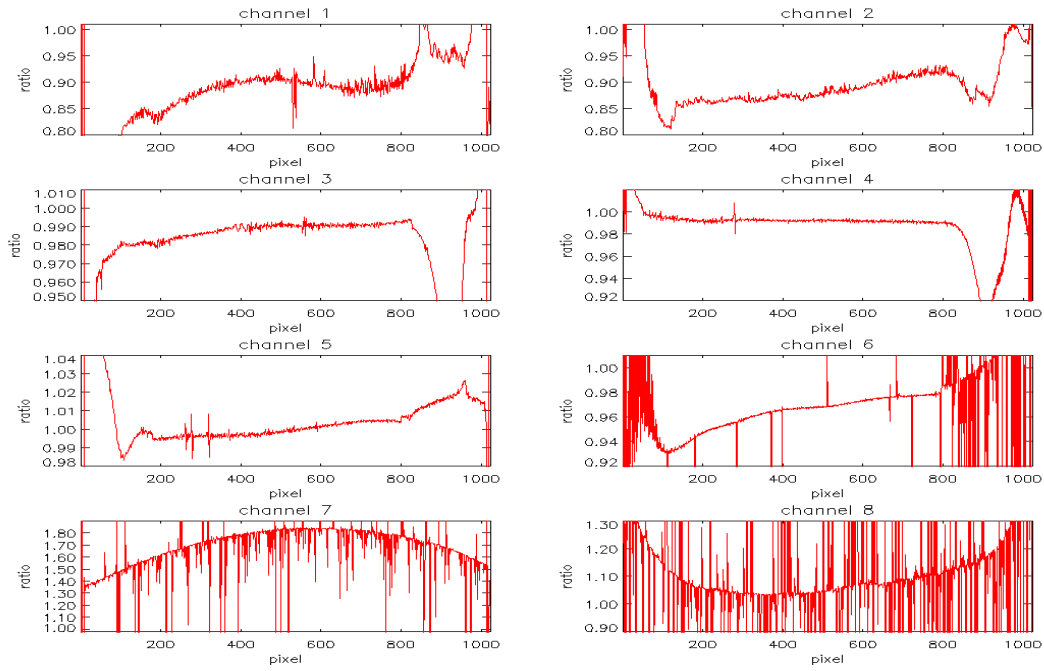 channel 1
1.00
0.95
0.90
0.85
0.80
ratio
200 400 600 800 1000
pixel
channel 2
1.00
0.95
0.90
0.85
0.80
ratio
200 400 600 800 1000
pixel
channel 3
1.010
1.000
0.990
0.980
0.970
0.960
0.950
ratio
200 400 600 800 1000
pixel
channel 4
1.00
0.98
0.96
0.94
0.92
ratio
200 400 600 800 1000
pixel
channel 5
1.04
1.03
1.02
1.01
1.00
0.99
0.98
ratio
200 400 600 800 1000
pixel
channel 6
1.00
0.98
0.96
0.94
0.92
ratio
200 400 600 800 1000
pixel
channel 7
1.80
1.70
1.60
1.50
1.40
1.30
1.20
1.10
1.00
ratio
200 400 600 800 1000
pixel
channel 8
1.30
1.20
1.10
1.00
0.90
ratio
200 400 600 800 1000
pixel